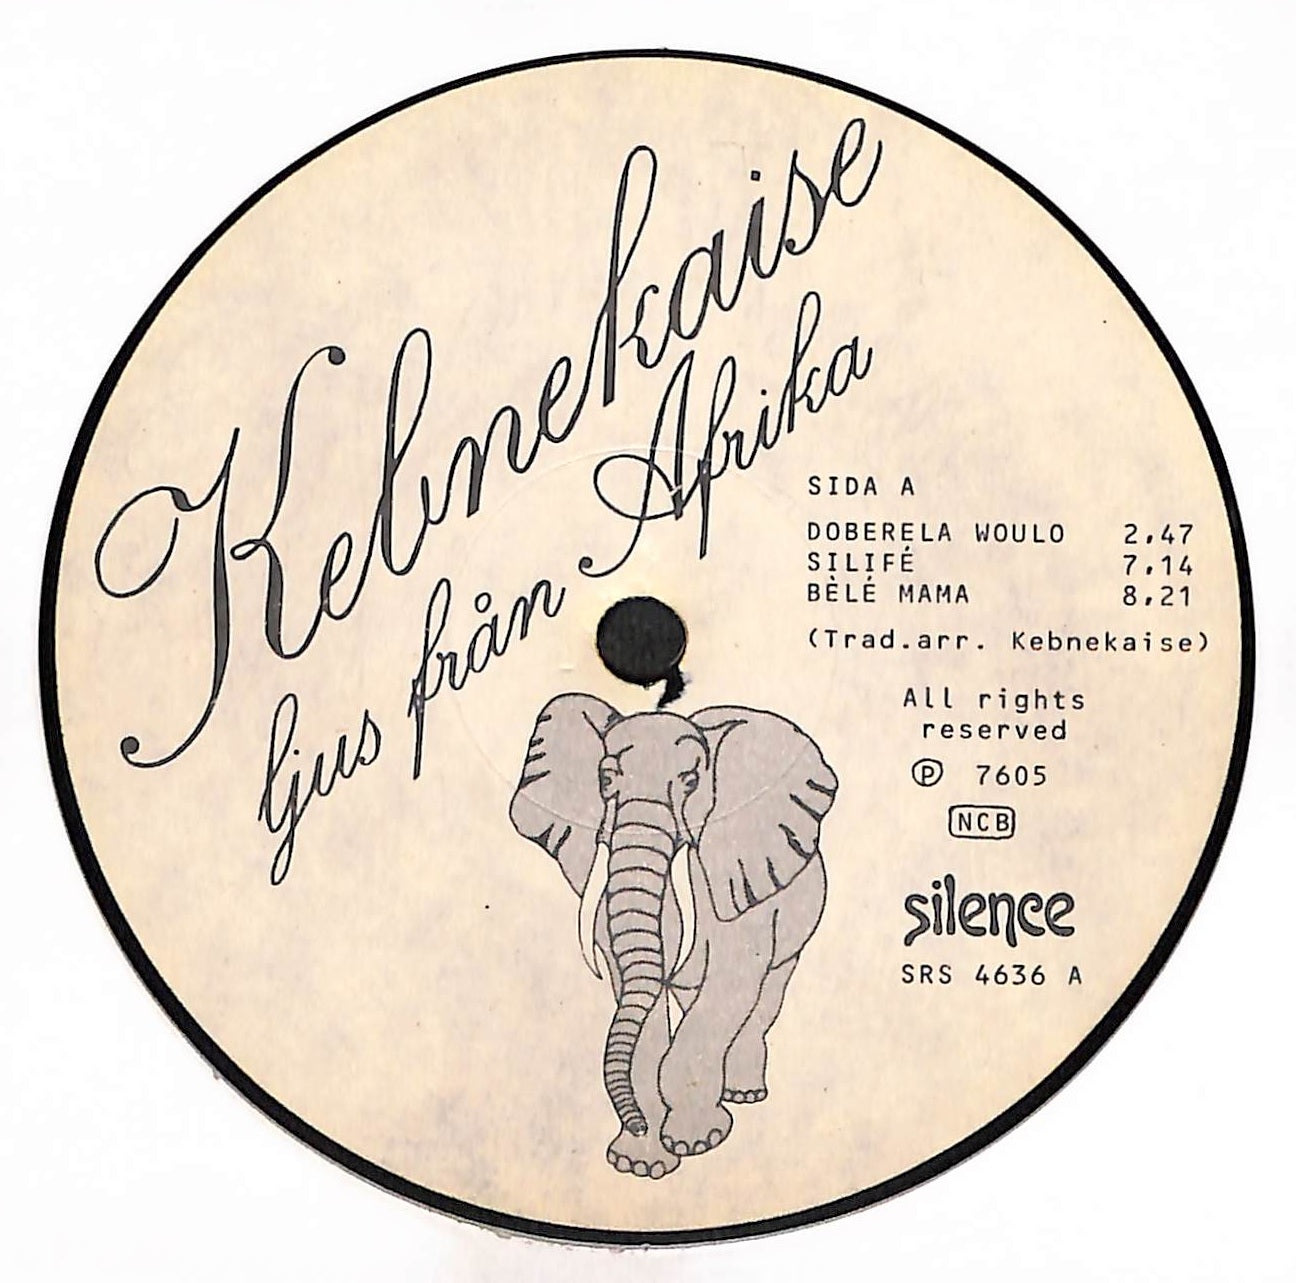 Kebnekaise
ljus från Afrika
SIDA A
DOBERELA WOULO 2.47
SILIFÉ 7.14
BÈLÉ MAMA 8.21
(Trad.arr. Kebnekaise)
All rights
reserved
Ⓟ 7605
NCB
silence
SRS 4636 A